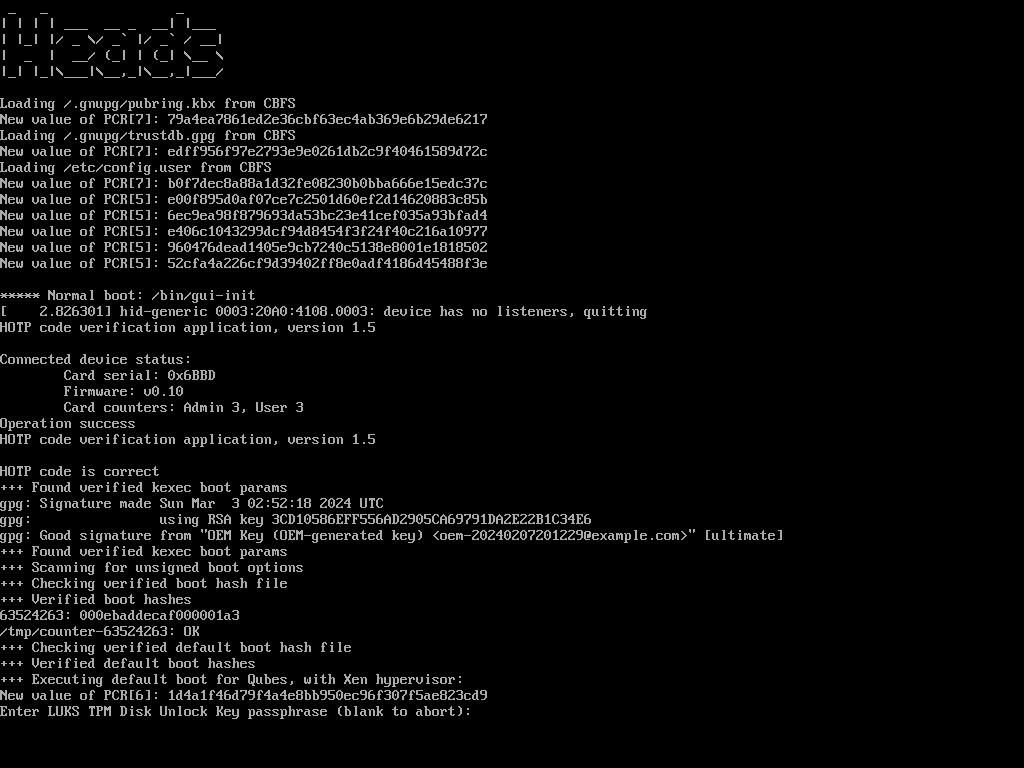 Heads
Loading /.gnupg/pubring.kbx from CBFS
New value of PCR[7]: 79a4ea7861ed2e36cbf63ec4ab369e6b29de6217
Loading /.gnupg/trustdb.gpg from CBFS
New value of PCR[7]: edff956f97e2793e9e0261db2c9f40461589d72c
Loading /etc/config.user from CBFS
New value of PCR[7]: b0f7dec8a88a1d32fe08230b0bba666e15edc37c
New value of PCR[5]: e00f895d0af07ce7c2501d60ef2d14620883c85b
New value of PCR[5]: 6ec9ea98f879693da53bc23e41cef035a93bfad4
New value of PCR[5]: e406c1043299dcf94d8454f3f24f40c216a10977
New value of PCR[5]: 960476dead1405e9cb7240c5138e8001e1818502
New value of PCR[5]: 52cfa4a226cf9d39402ff8e0adf4186d45488f3e
***** Normal boot: /bin/gui-init
[    2.826301] hid-generic 0003:20A0:4108.0003: device has no listeners, quitting
HOTP code verification application, version 1.5
Connected device status:
        Card serial: 0x6BBD
        Firmware: v0.10
        Card counters: Admin 3, User 3
Operation success
HOTP code verification application, version 1.5
HOTP code is correct
+++ Found verified kexec boot params
gpg: Signature made Sun Mar  3 02:52:18 2024 UTC
gpg:                using RSA key 3CD10586EFF556AD2905CA69791DA2E22B1C34E6
gpg: Good signature from "OEM Key (OEM-generated key) <oem-20240207201229@example.com>" [ultimate]
+++ Found verified kexec boot params
+++ Scanning for unsigned boot options
+++ Checking verified boot hash file
+++ Verified boot hashes
63524263: 000ebaddecaf000001a3
/tmp/counter-63524263: OK
+++ Checking verified default boot hash file
+++ Verified default boot hashes
+++ Executing default boot for Qubes, with Xen hypervisor:
New value of PCR[6]: 1d4a1f46d79f4a4e8bb950ec96f307f5ae823cd9
Enter LUKS TPM Disk Unlock Key passphrase (blank to abort):